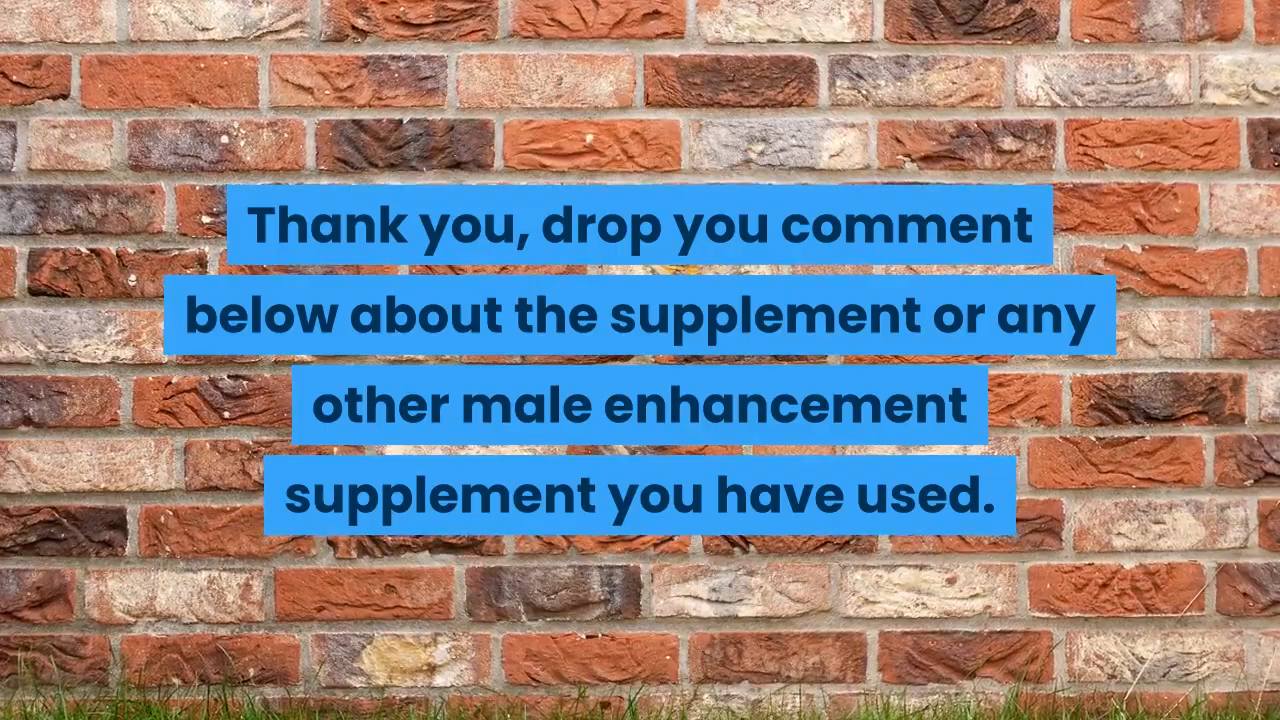 Thank you, drop you comment
below about the supplement or any
other male enhancement
supplement you have used.